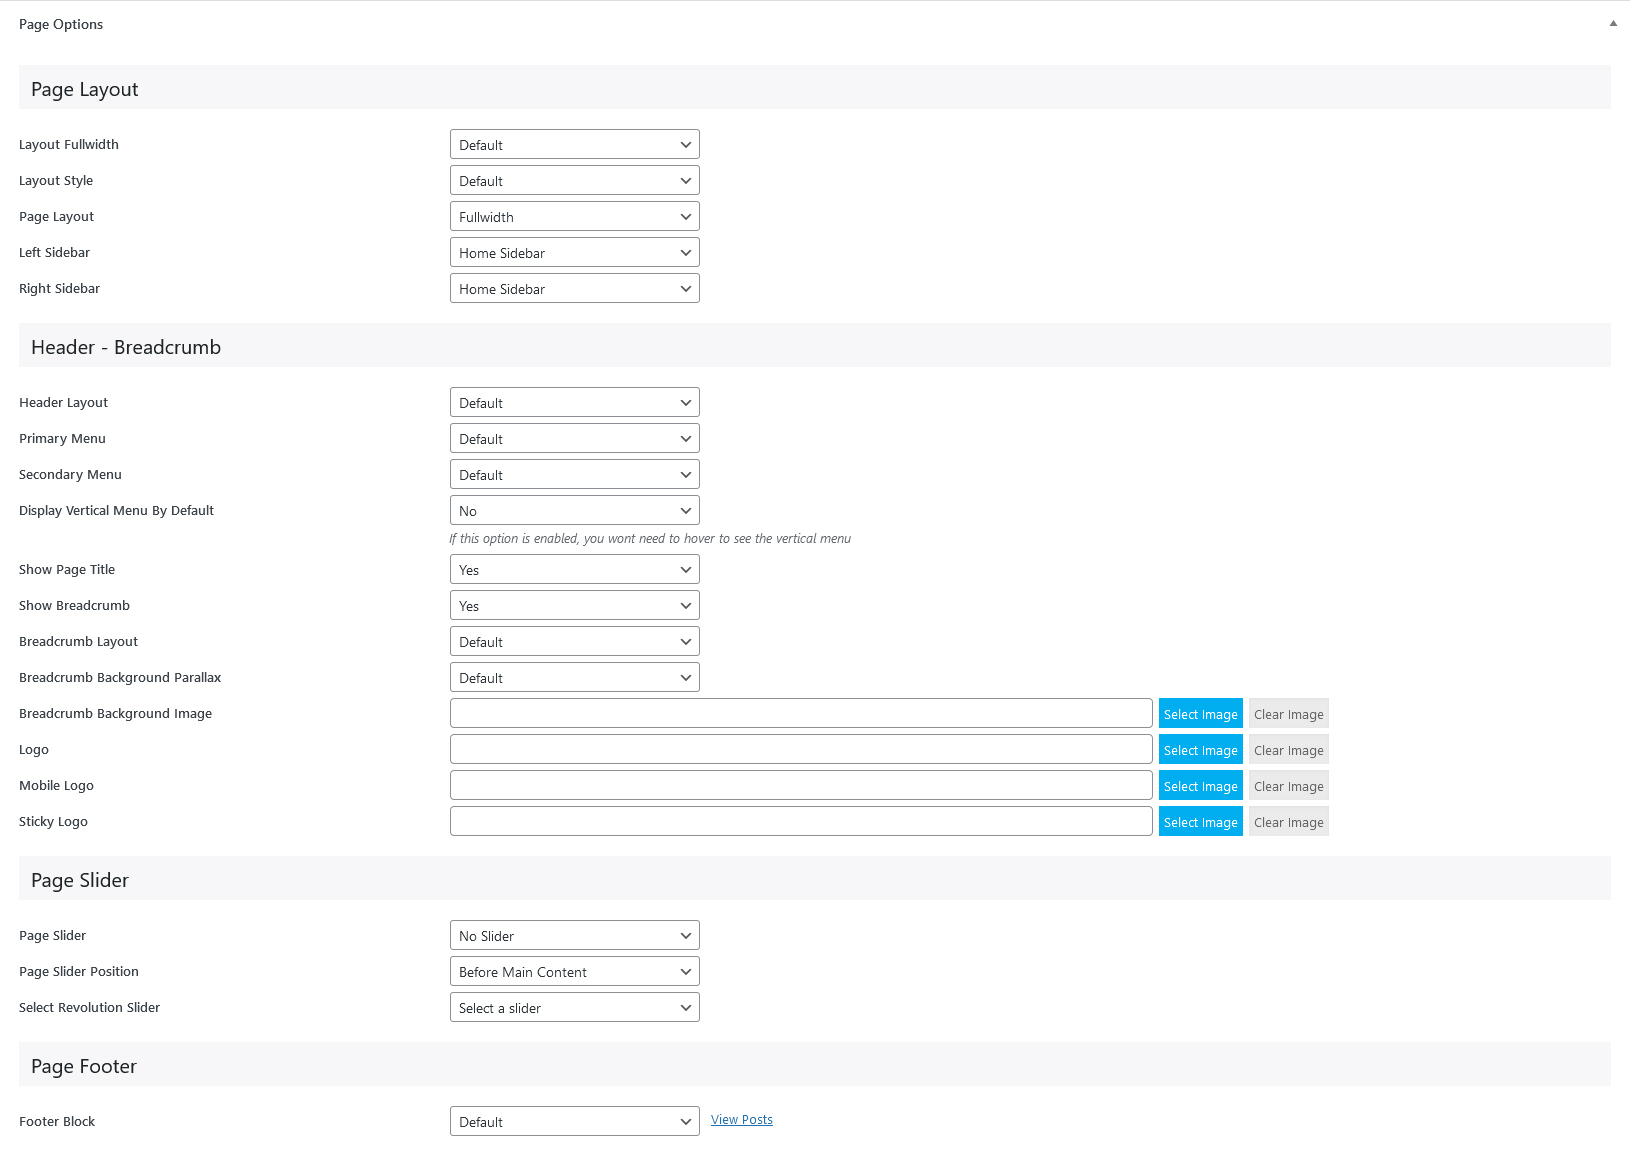 Page Options
Page Layout
Layout Fullwidth Default
Layout Style Default
Page Layout Fullwidth
Left Sidebar Home Sidebar
Right Sidebar Home Sidebar
Header - Breadcrumb
Header Layout Default
Primary Menu Default
Secondary Menu Default
Display Vertical Menu By Default No
If this option is enabled, you wont need to hover to see the vertical menu
Show Page Title Yes
Show Breadcrumb Yes
Breadcrumb Layout Default
Breadcrumb Background Parallax Default
Breadcrumb Background Image Select Image Clear Image
Logo Select Image Clear Image
Mobile Logo Select Image Clear Image
Sticky Logo Select Image Clear Image
Page Slider
Page Slider No Slider
Page Slider Position Before Main Content
Select Revolution Slider Select a slider
Page Footer
Footer Block Default View Posts